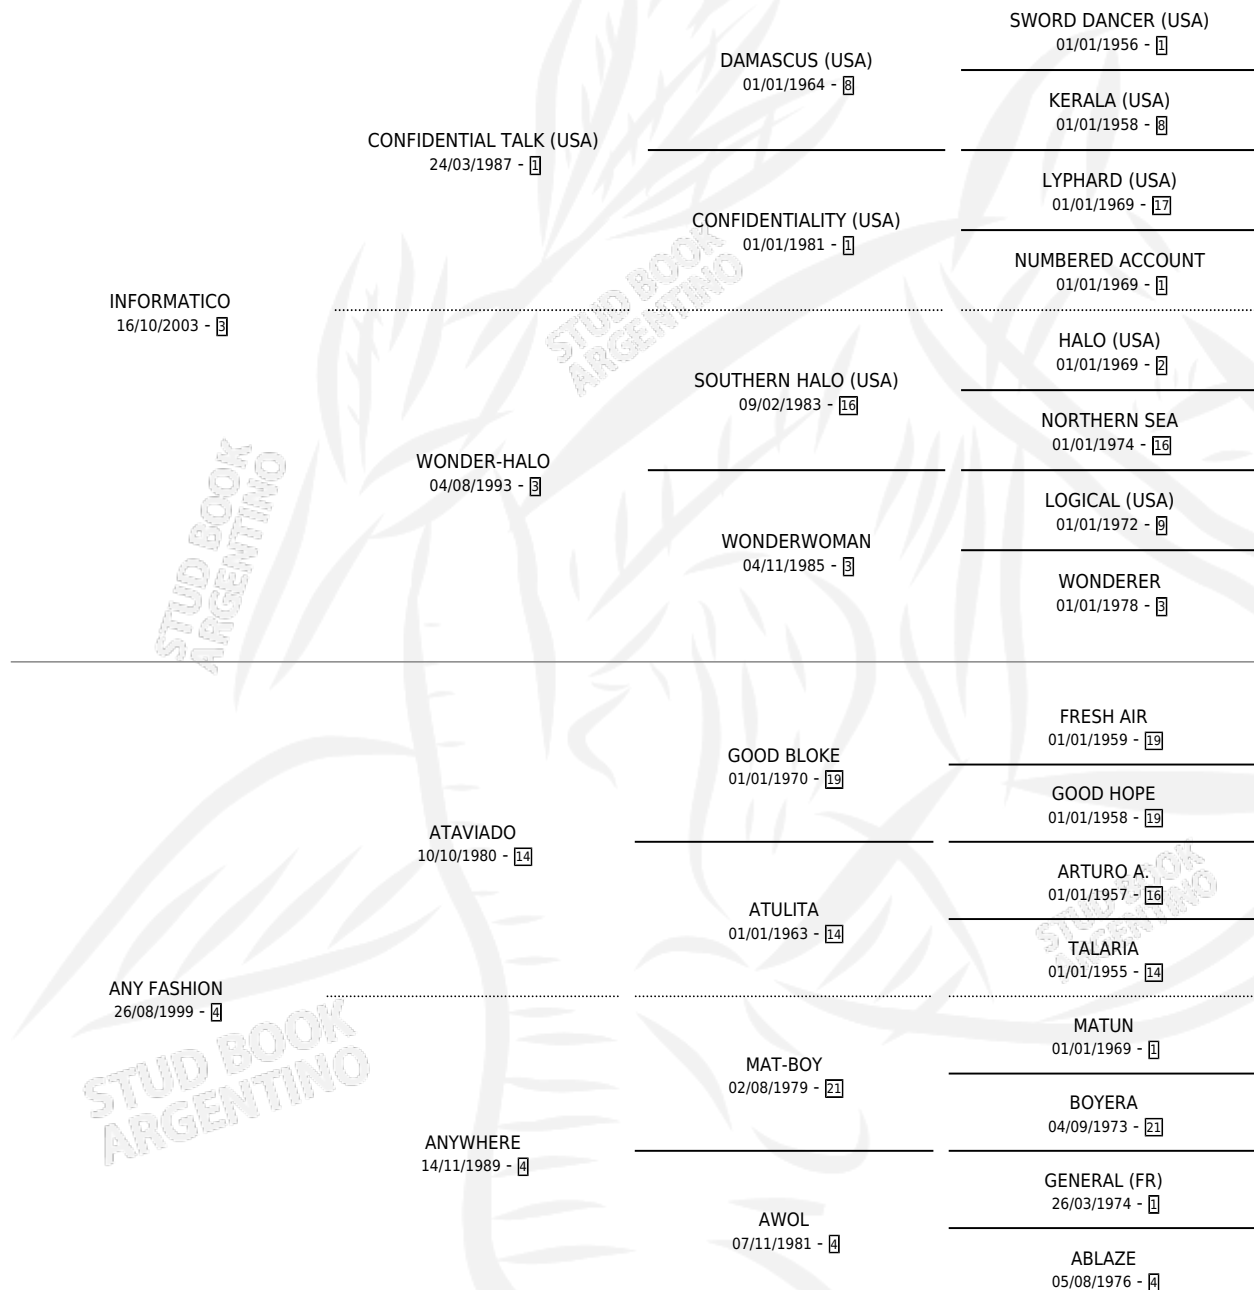 SWORD DANCER (USA)
01/01/1956 - 1
DAMASCUS (USA)
01/01/1964 - 8
KERALA (USA)
01/01/1958 - 8
CONFIDENTIAL TALK (USA)
24/03/1987 - 1
LYPHARD (USA)
01/01/1969 - 17
CONFIDENTIALITY (USA)
01/01/1981 - 1
NUMBERED ACCOUNT
01/01/1969 - 1
INFORMATICO
16/10/2003 - 3
HALO (USA)
01/01/1969 - 2
SOUTHERN HALO (USA)
09/02/1983 - 16
NORTHERN SEA
01/01/1974 - 16
WONDER-HALO
04/08/1993 - 3
LOGICAL (USA)
01/01/1972 - 9
WONDERWOMAN
04/11/1985 - 3
WONDERER
01/01/1978 - 3
FRESH AIR
01/01/1959 - 19
GOOD BLOKE
01/01/1970 - 19
GOOD HOPE
01/01/1958 - 19
ATAVIADO
10/10/1980 - 14
ARTURO A.
01/01/1957 - 16
ATULITA
01/01/1963 - 14
TALARIA
01/01/1955 - 14
ANY FASHION
26/08/1999 - 4
MATUN
01/01/1969 - 1
MAT-BOY
02/08/1979 - 21
BOYERA
04/09/1973 - 21
ANYWHERE
14/11/1989 - 4
GENERAL (FR)
26/03/1974 - 1
AWOL
07/11/1981 - 4
ABLAZE
05/08/1976 - 4
STUD BOOK
ARGENTINO
STUD BOOK
ARGENTINO
STUD BOOK
ARGENTINO
STUD BOOK
ARGENTINO